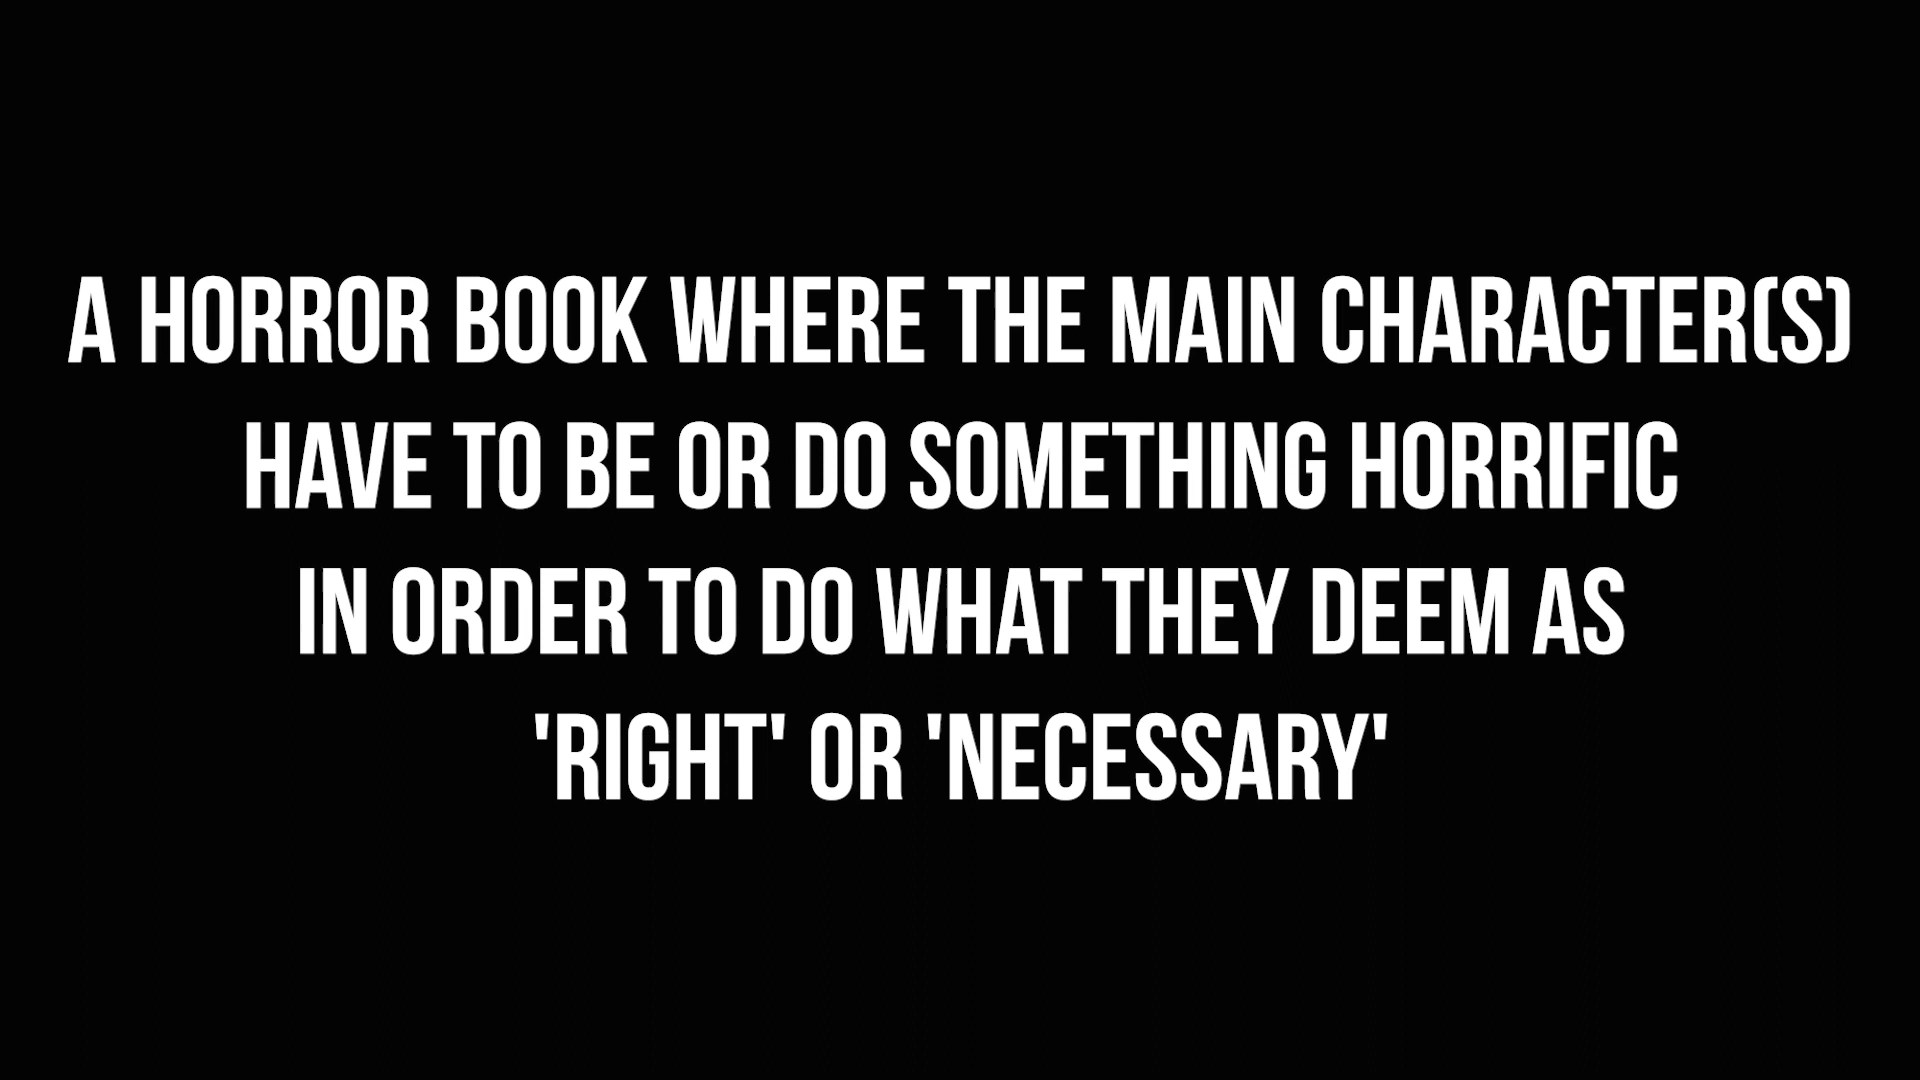 A HORROR BOOK WHERE THE MAIN CHARACTER(S)
HAVE TO BE OR DO SOMETHING HORRIFIC
IN ORDER TO DO WHAT THEY DEEM AS
'RIGHT' OR 'NECESSARY'